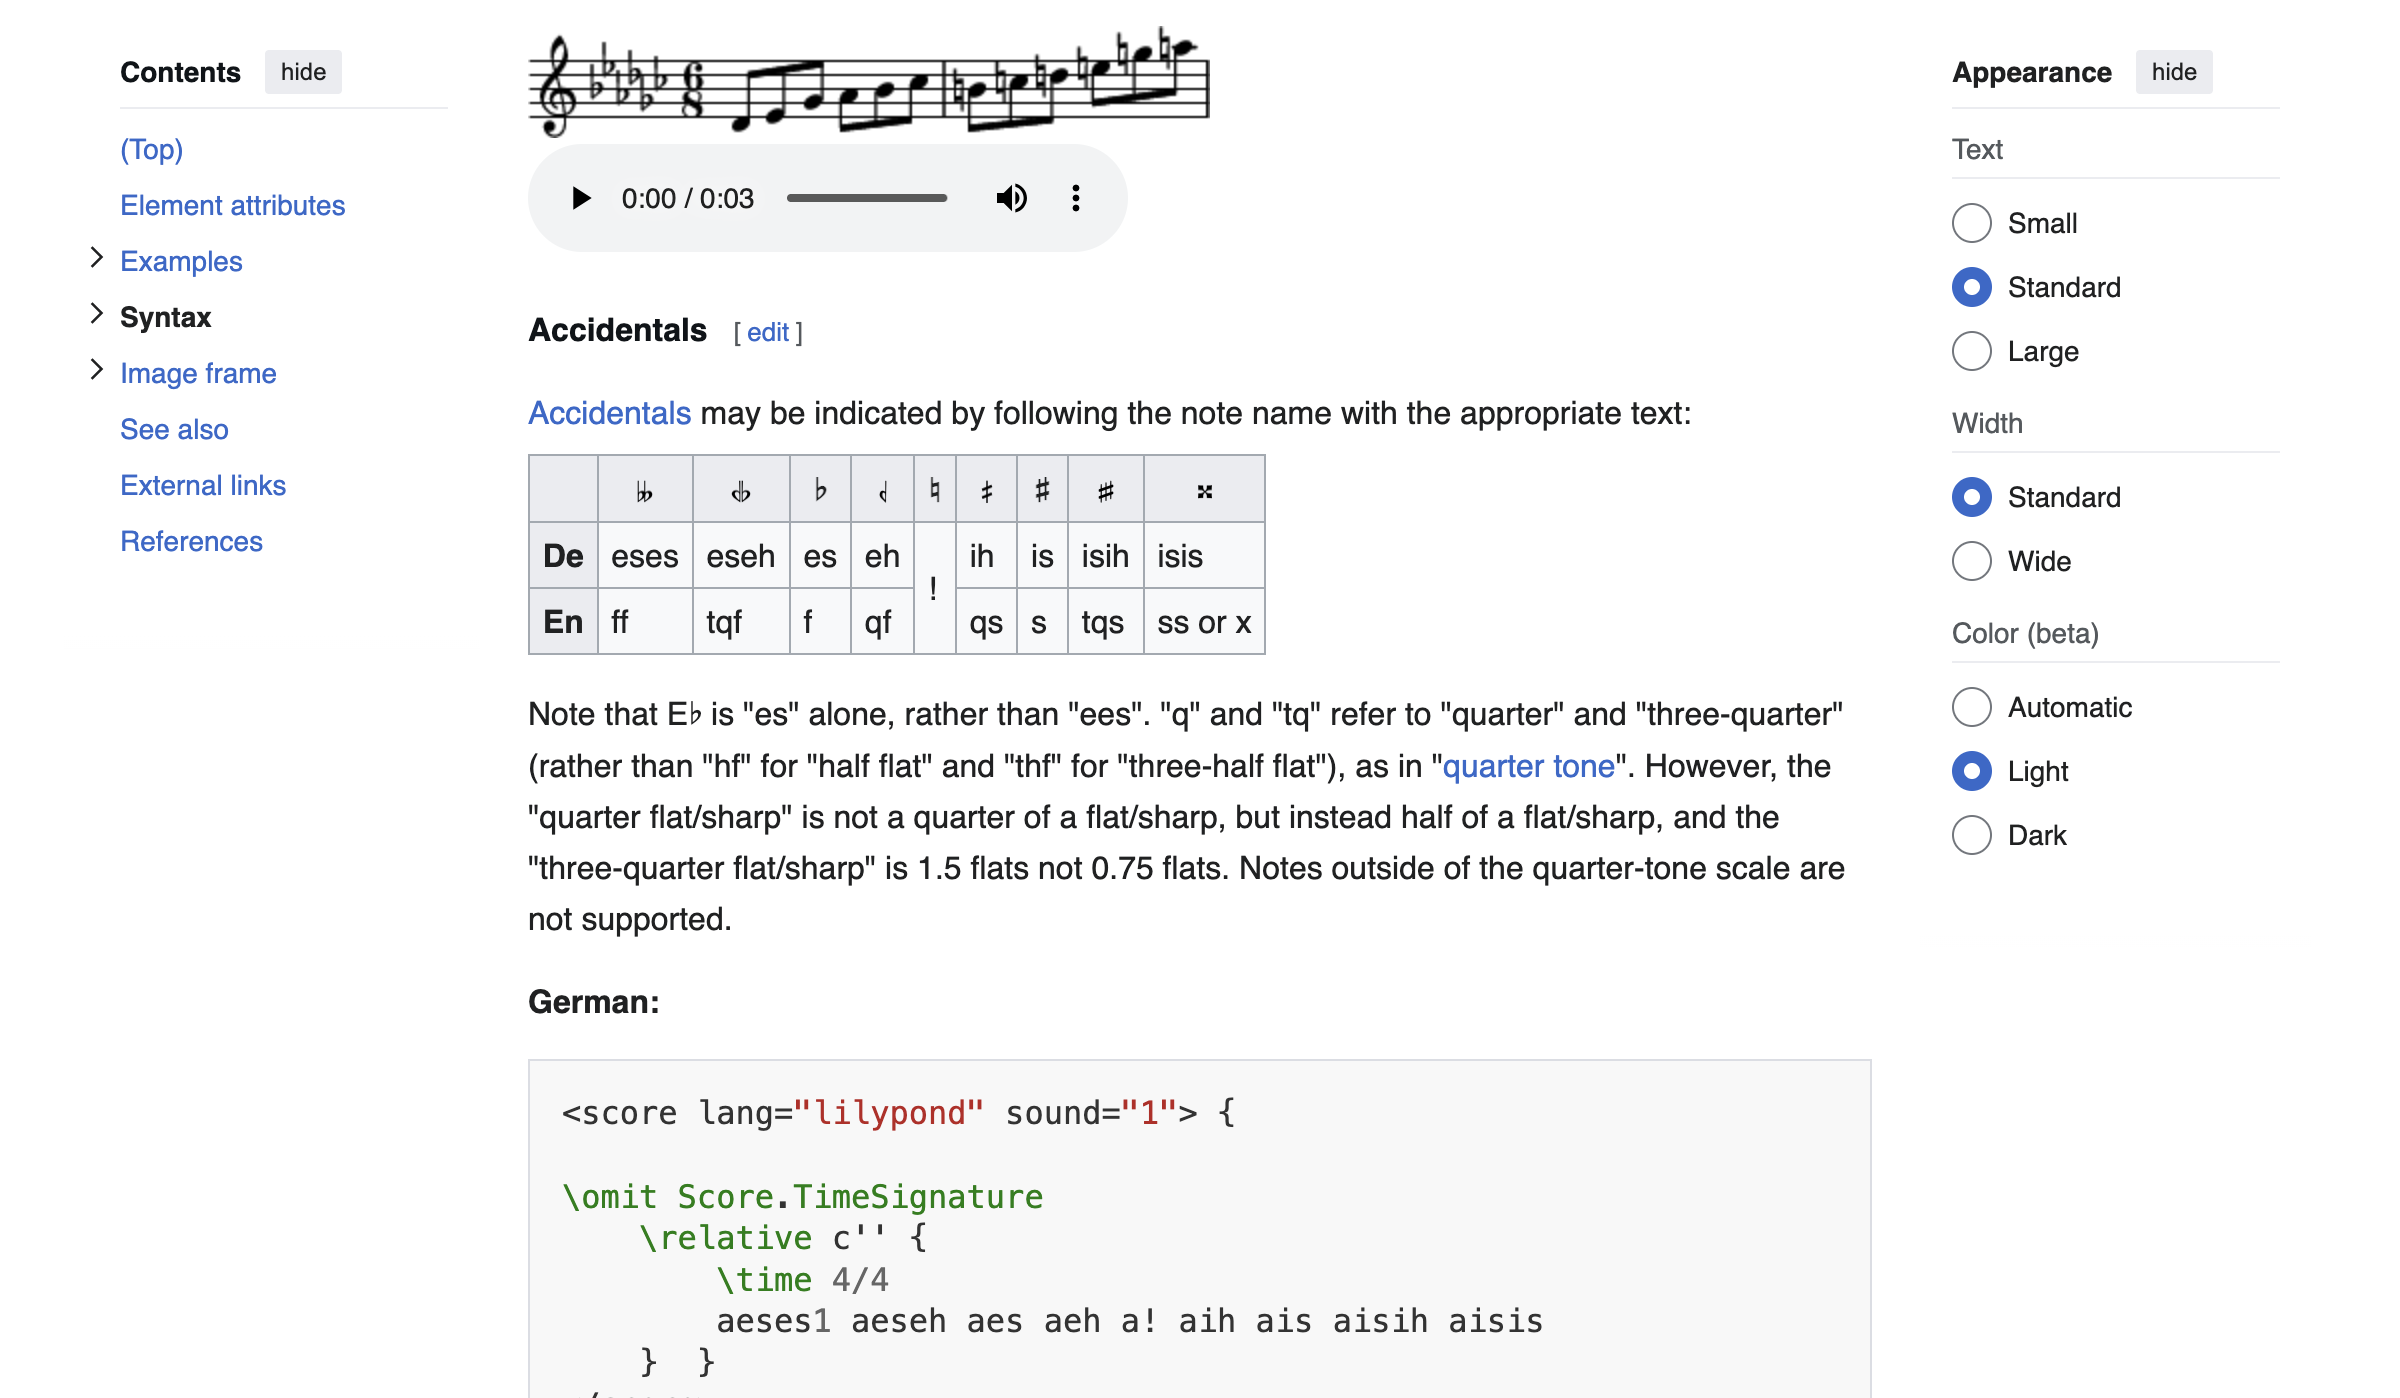 Contents hide
(Top)
Element attributes
Examples
Syntax
Image frame
See also
External links
References
6
8
0:00 / 0:03
Accidentals [ edit ]
Accidentals may be indicated by following the note name with the appropriate text:
𝄫 d𝄫 ♭ d ♮ ‡ ♯ ⩩ 𝄪
De eses eseh es eh ! ih is isih isis
En ff tqf f qf qs s tqs ss or x
Note that E♭ is "es" alone, rather than "ees". "q" and "tq" refer to "quarter" and "three-quarter"
(rather than "hf" for "half flat" and "thf" for "three-half flat"), as in "quarter tone". However, the
"quarter flat/sharp" is not a quarter of a flat/sharp, but instead half of a flat/sharp, and the
"three-quarter flat/sharp" is 1.5 flats not 0.75 flats. Notes outside of the quarter-tone scale are
not supported.
German:
<score lang="lilypond" sound="1"> {
\omit Score.TimeSignature
\relative c'' {
\time 4/4
aeses1 aeseh aes aeh a! aih ais aisih aisis
} }
Appearance hide
Text
Small
Standard
Large
Width
Standard
Wide
Color (beta)
Automatic
Light
Dark